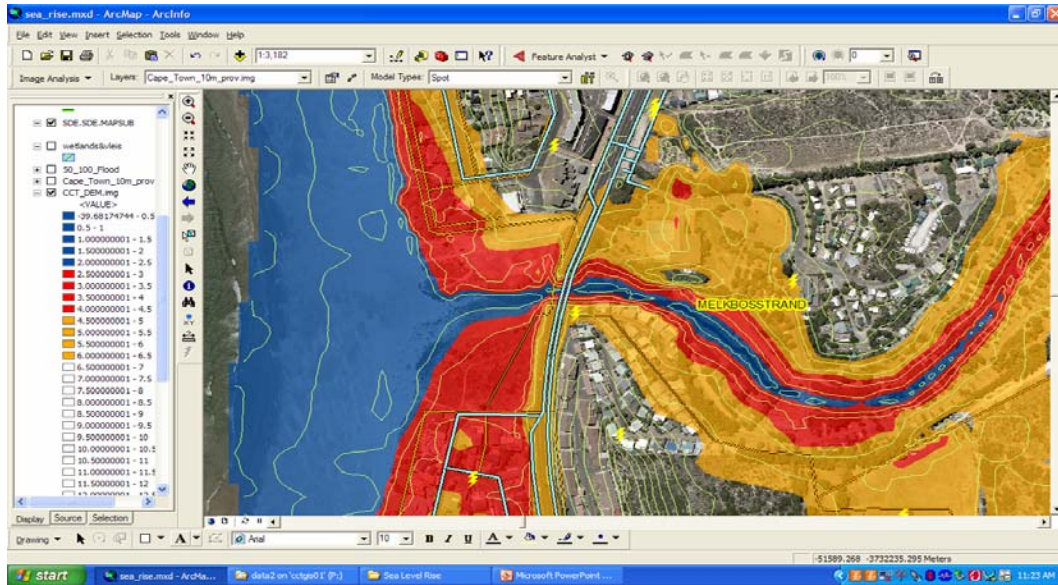 sea_rise.mxd - ArcMap - ArcInfo
File Edit View Insert Selection Tools Window Help
1:3,182
Feature Analyst
0
Image Analysis Layers: Cape_Town_10m_prov.img Model Types: Spot 100%
SDE.SDE.MAPSUB
wetlands&vleis
50_100_Flood
Cape_Town_10m_prov
CCT_DEM.img
<VALUE>
-39.68174744 - 0.5
0.5 - 1
1.000000001 - 1.5
1.500000001 - 2
2.000000001 - 2.5
2.500000001 - 3
3.000000001 - 3.5
3.500000001 - 4
4.000000001 - 4.5
4.500000001 - 5
5.000000001 - 5.5
5.500000001 - 6
6.000000001 - 6.5
6.500000001 - 7
7.000000001 - 7.5
7.500000001 - 8
8.000000001 - 8.5
8.500000001 - 9
9.000000001 - 9.5
9.500000001 - 10
10.00000001 - 10.5
10.50000001 - 11
11.00000001 - 11.5
11.50000001 - 12
MELKBOSSTRAND
Display Source Selection
Drawing A Arial 10 B I U A
-51589.268 -3732235.295 Meters
start sea_rise.mxd - ArcMa... data2 on 'cctgis01' (P:) Sea Level Rise Microsoft PowerPoint ... 11:23 AM